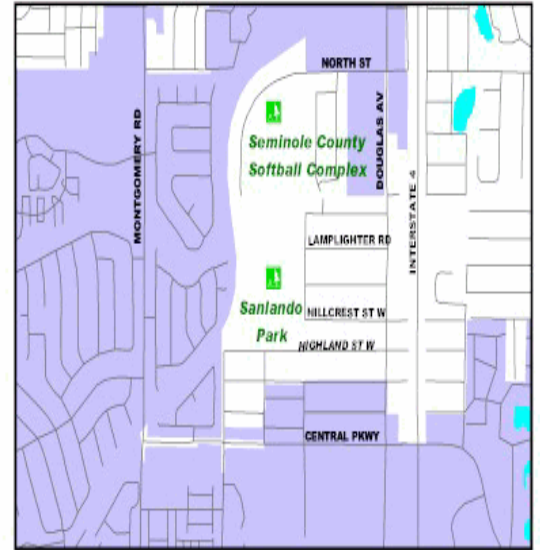 NORTH ST
MONTGOMERY RD
DOUGLAS AV
Seminole County
Softball Complex
INTERSTATE 4
LAMPLIGHTER RD
Sanlando
Park
HILLCREST ST W
HIGHLAND ST W
CENTRAL PKWY